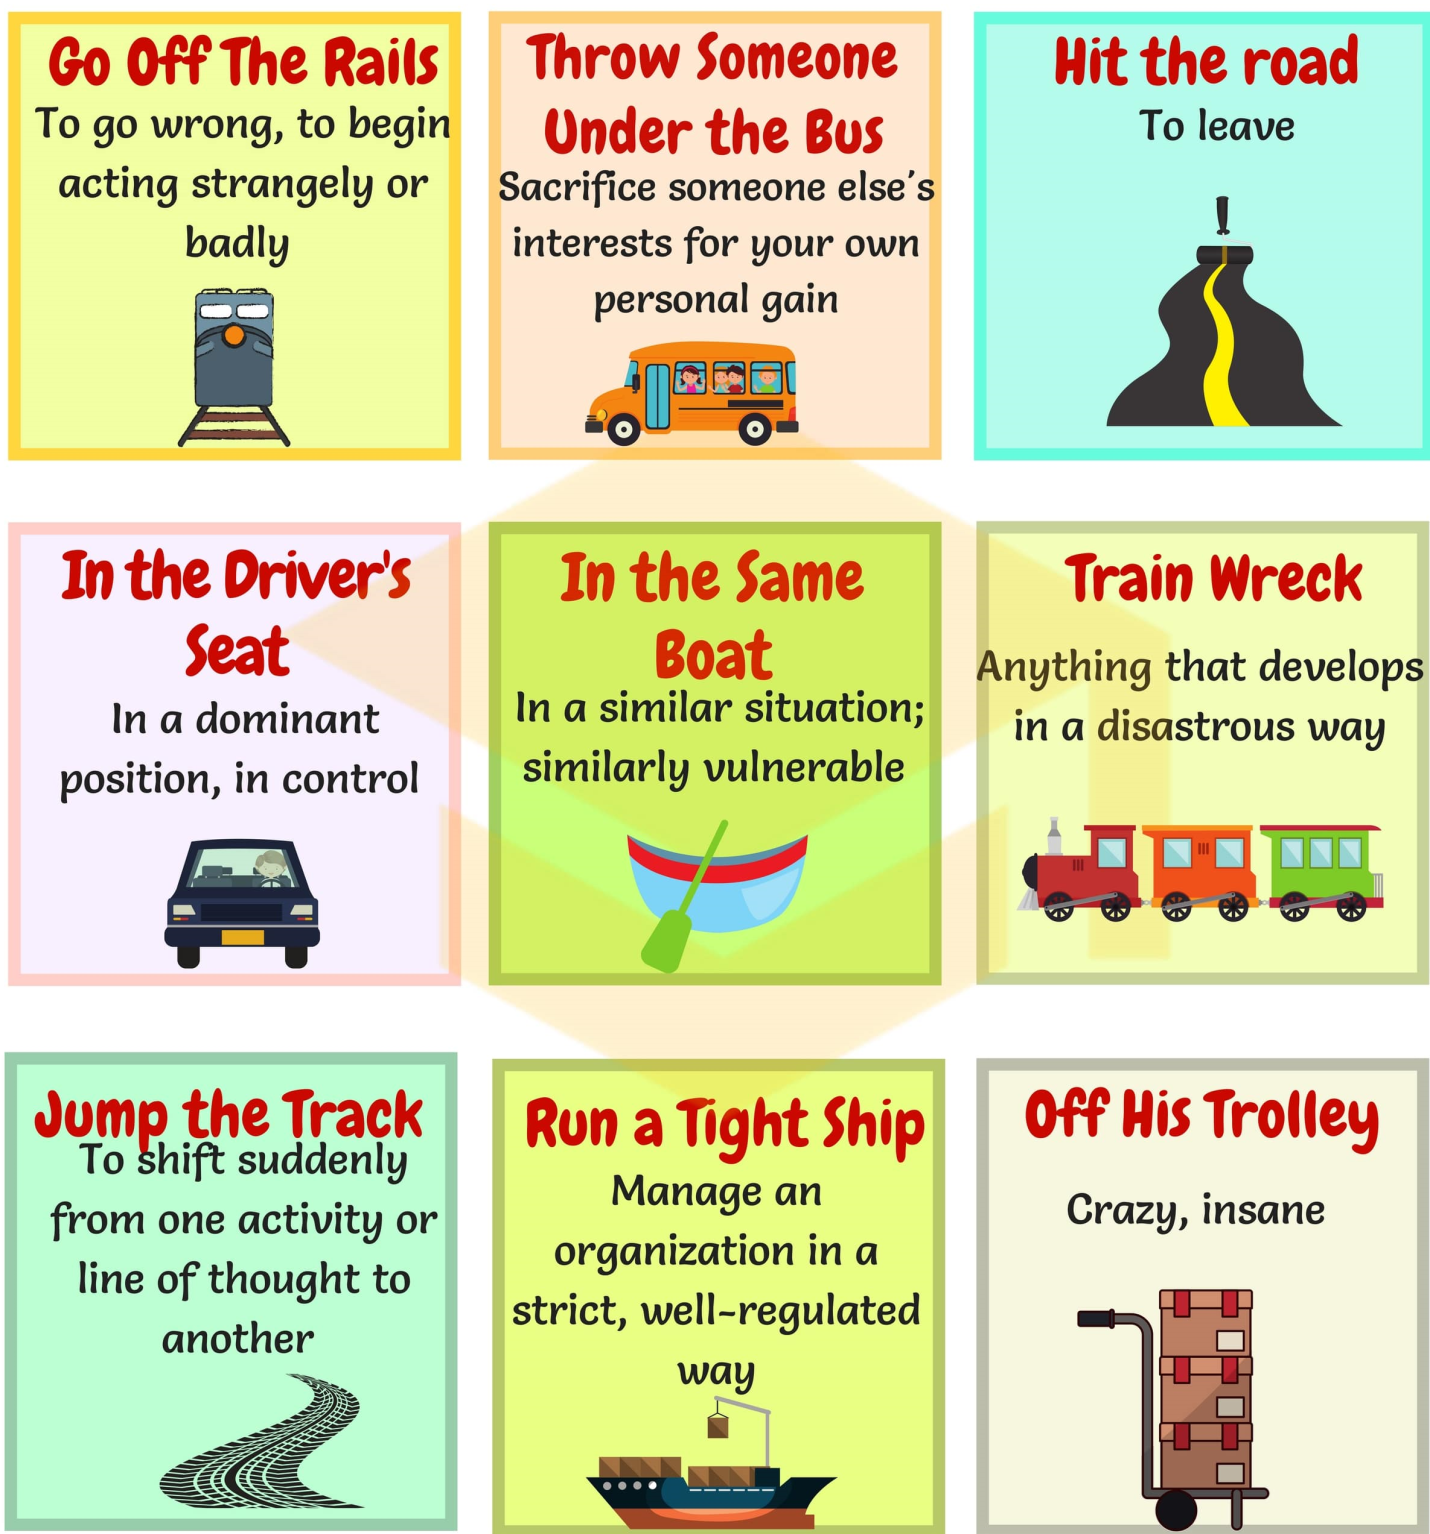 Go Off The Rails
To go wrong, to begin
acting strangely or
badly
Throw Someone
Under the Bus
Sacrifice someone else's
interests for your own
personal gain
Hit the road
To leave
In the Driver's
Seat
In a dominant
position, in control
In the Same
Boat
In a similar situation;
similarly vulnerable
Train Wreck
Anything that develops
in a disastrous way
Jump the Track
To shift suddenly
from one activity or
line of thought to
another
Run a Tight Ship
Manage an
organization in a
strict, well-regulated
way
Off His Trolley
Crazy, insane